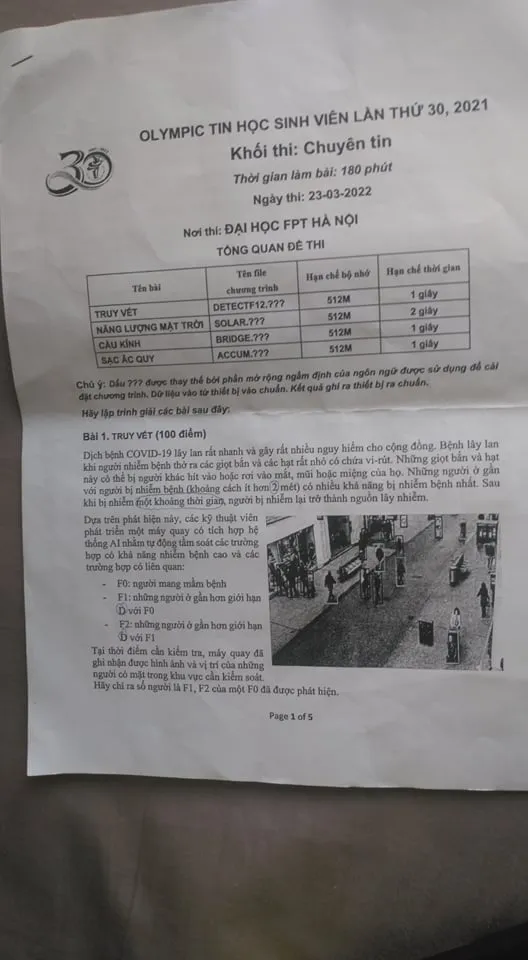 OLYMPIC TIN HỌC SINH VIÊN LẦN THỨ 30, 2021
Khối thi: Chuyên tin
Thời gian làm bài: 180 phút
Ngày thi: 23-03-2022
Nơi thi: ĐẠI HỌC FPT HÀ NỘI
TỔNG QUAN ĐỀ THI
Tên bài Tên file chương trình Hạn chế bộ nhớ Hạn chế thời gian
TRUY VẾT DETECTF12.??? 512M 1 giây
NĂNG LƯỢNG MẶT TRỜI SOLAR.??? 512M 2 giây
CẦU KÍNH BRIDGE.??? 512M 1 giây
SẠC ẮC QUY ACCUM.??? 512M 1 giây
Chú ý: Dấu ??? được thay thế bởi phần mở rộng ngầm định của ngôn ngữ được sử dụng để cài
đặt chương trình. Dữ liệu vào từ thiết bị vào chuẩn. Kết quả ghi ra thiết bị ra chuẩn.
Hãy lập trình giải các bài sau đây:
Bài 1. TRUY VẾT (100 điểm)
Dịch bệnh COVID-19 lây lan rất nhanh và gây rất nhiều nguy hiểm cho cộng đồng. Bệnh lây lan
khi người nhiễm bệnh thở ra các giọt bắn và các hạt rất nhỏ có chứa vi-rút. Những giọt bắn và hạt
này có thể bị người khác hít vào hoặc rơi vào mắt, mũi hoặc miệng của họ. Những người ở gần
với người bị nhiễm bệnh (khoảng cách ít hơn 2 mét) có nhiều khả năng bị nhiễm bệnh nhất. Sau
khi bị nhiễm một khoảng thời gian, người bị nhiễm lại trở thành nguồn lây nhiễm.
Dựa trên phát hiện này, các kỹ thuật viên
phát triển một máy quay có tích hợp hệ
thống AI nhằm tự động tầm soát các trường
hợp có khả năng nhiễm bệnh cao và các
trường hợp có liên quan:
- F0: người mang mầm bệnh
- F1: những người ở gần hơn giới hạn
D với F0
- F2: những người ở gần hơn giới hạn
D với F1
Tại thời điểm cần kiểm tra, máy quay đã
ghi nhận được hình ảnh và vị trí của những
người có mặt trong khu vực cần kiểm soát.
Hãy chỉ ra số người là F1, F2 của một F0 đã được phát hiện.
Page 1 of 5